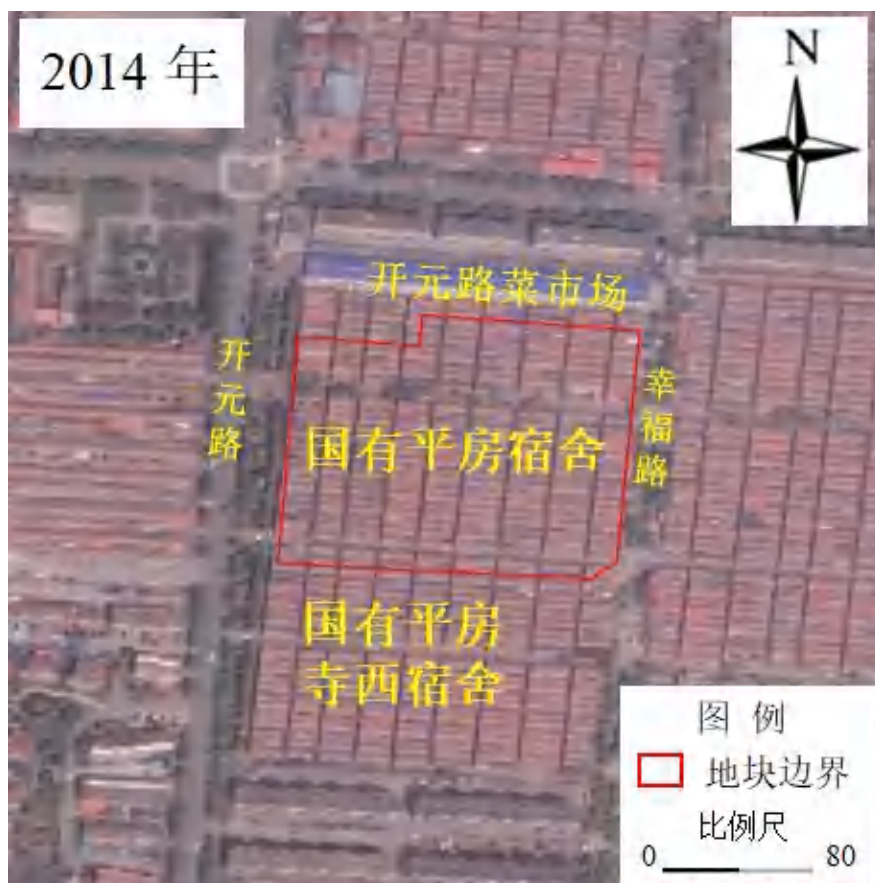 2014 年
N
开元路菜市场
开元路
幸福路
国有平房宿舍
国有平房
寺西宿舍
图 例
地块边界
比例尺
0 80